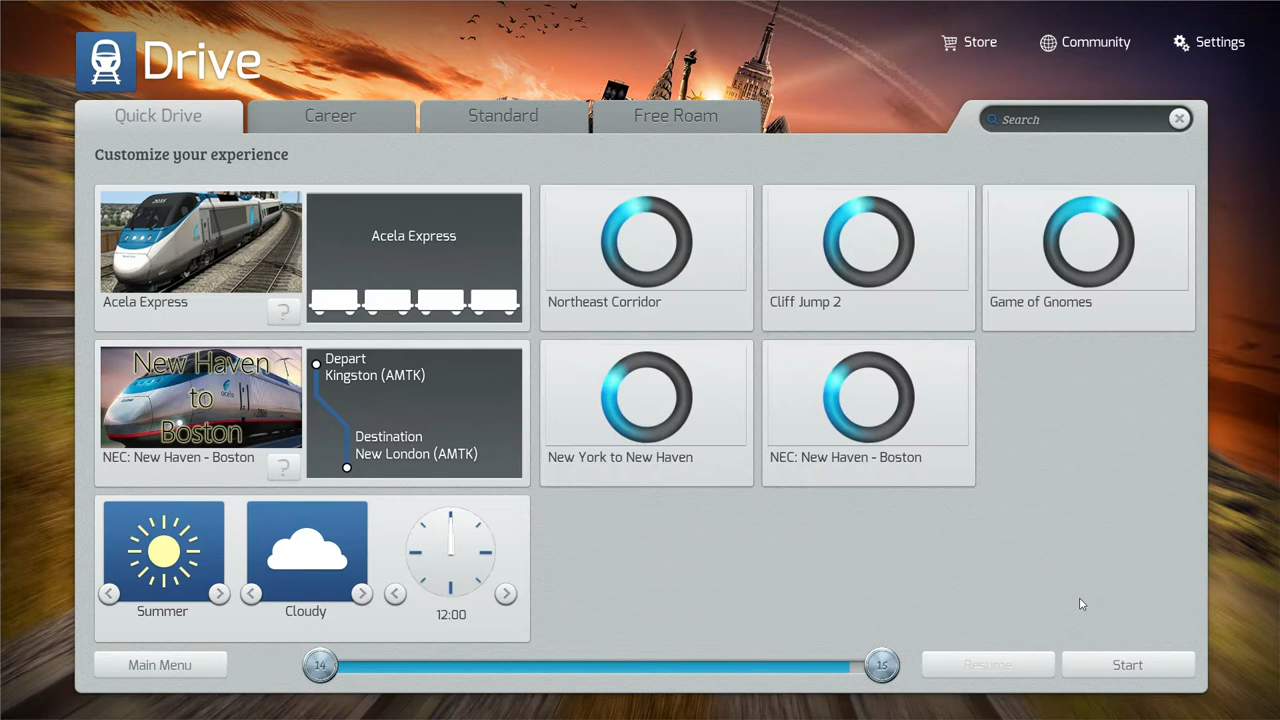 Drive
Store
Community
Settings
Quick Drive
Career
Standard
Free Roam
Search
Customize your experience
Acela Express
Acela Express
?
Northeast Corridor
Cliff Jump 2
Game of Gnomes
New Haven
to
Boston
NEC: New Haven - Boston
?
Depart
Kingston (AMTK)
Destination
New London (AMTK)
New York to New Haven
NEC: New Haven - Boston
Summer
Cloudy
12:00
Main Menu
14
15
Resume
Start